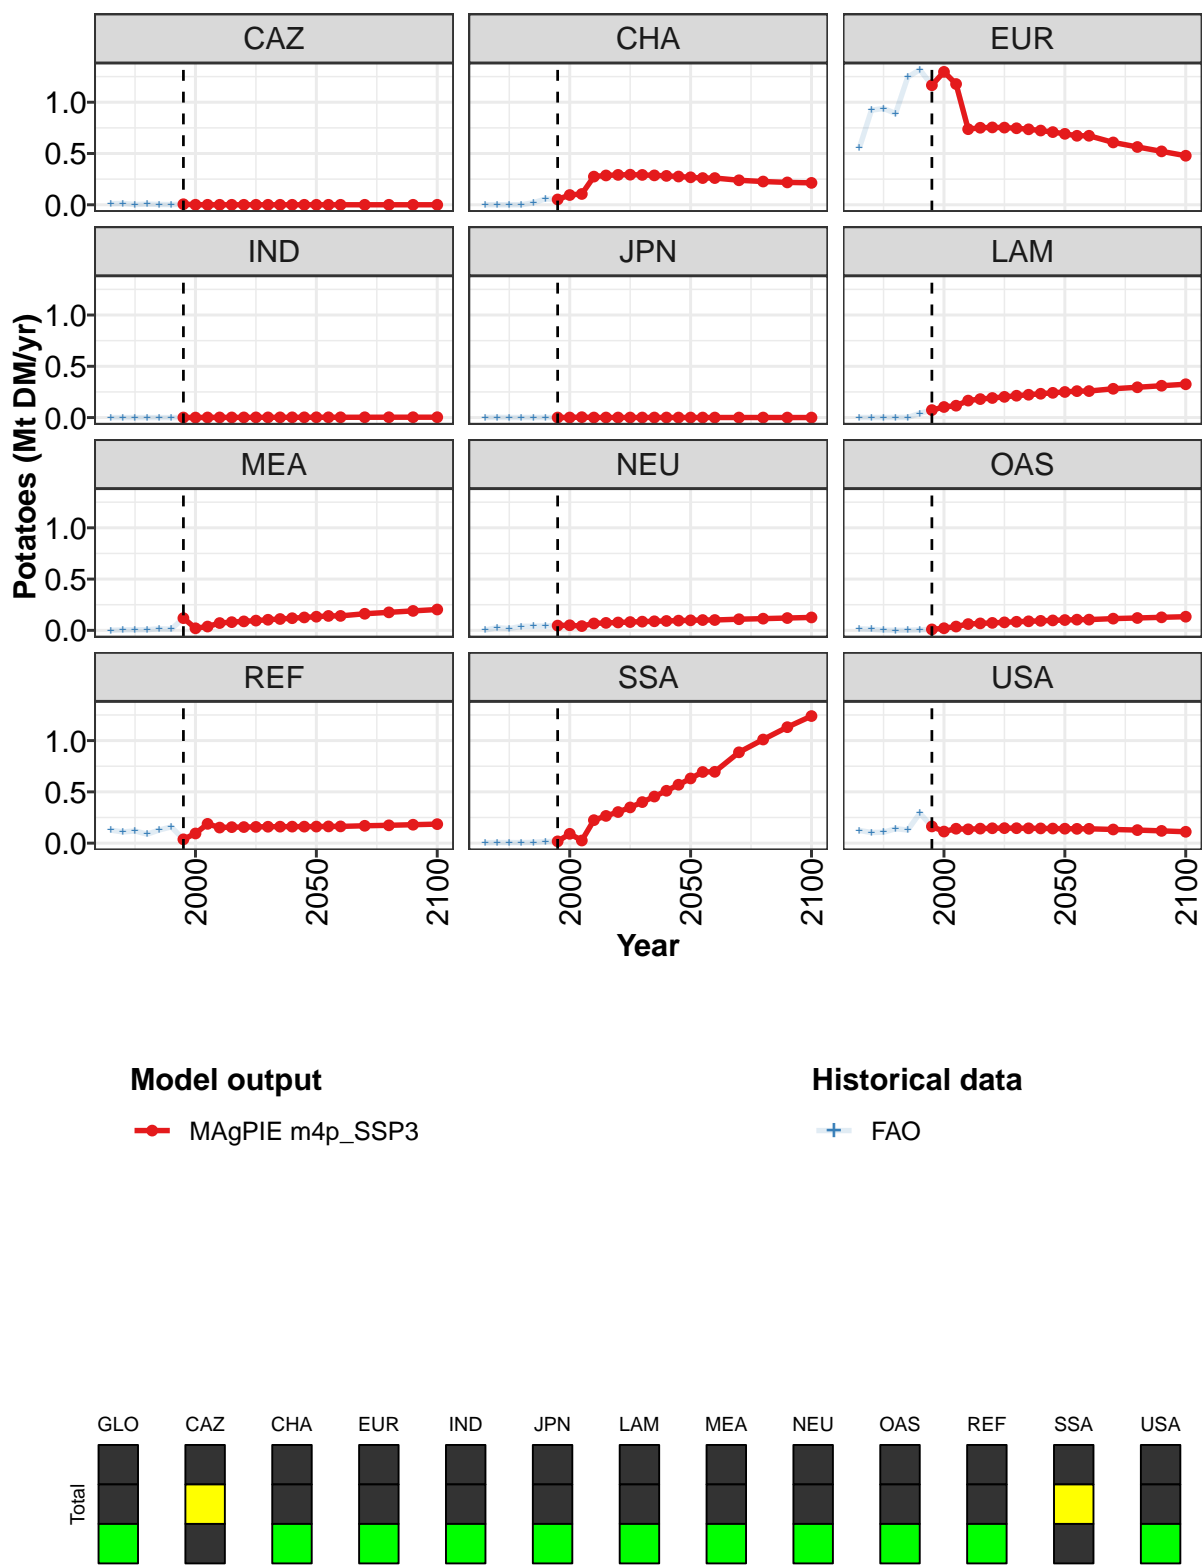 CAZ CHA EUR
1.0
0.5
0.0
IND JPN LAM
1.0
0.5
0.0
MEA NEU OAS
1.0
0.5
0.0
REF SSA USA
1.0
0.5
0.0
Potatoes (Mt DM/yr)
2000 2050 2100 2000 2050 2100 2000 2050 2100
Year
Model output Historical data
MAgPIE m4p_SSP3 FAO
GLO CAZ CHA EUR IND JPN LAM MEA NEU OAS REF SSA USA
Total